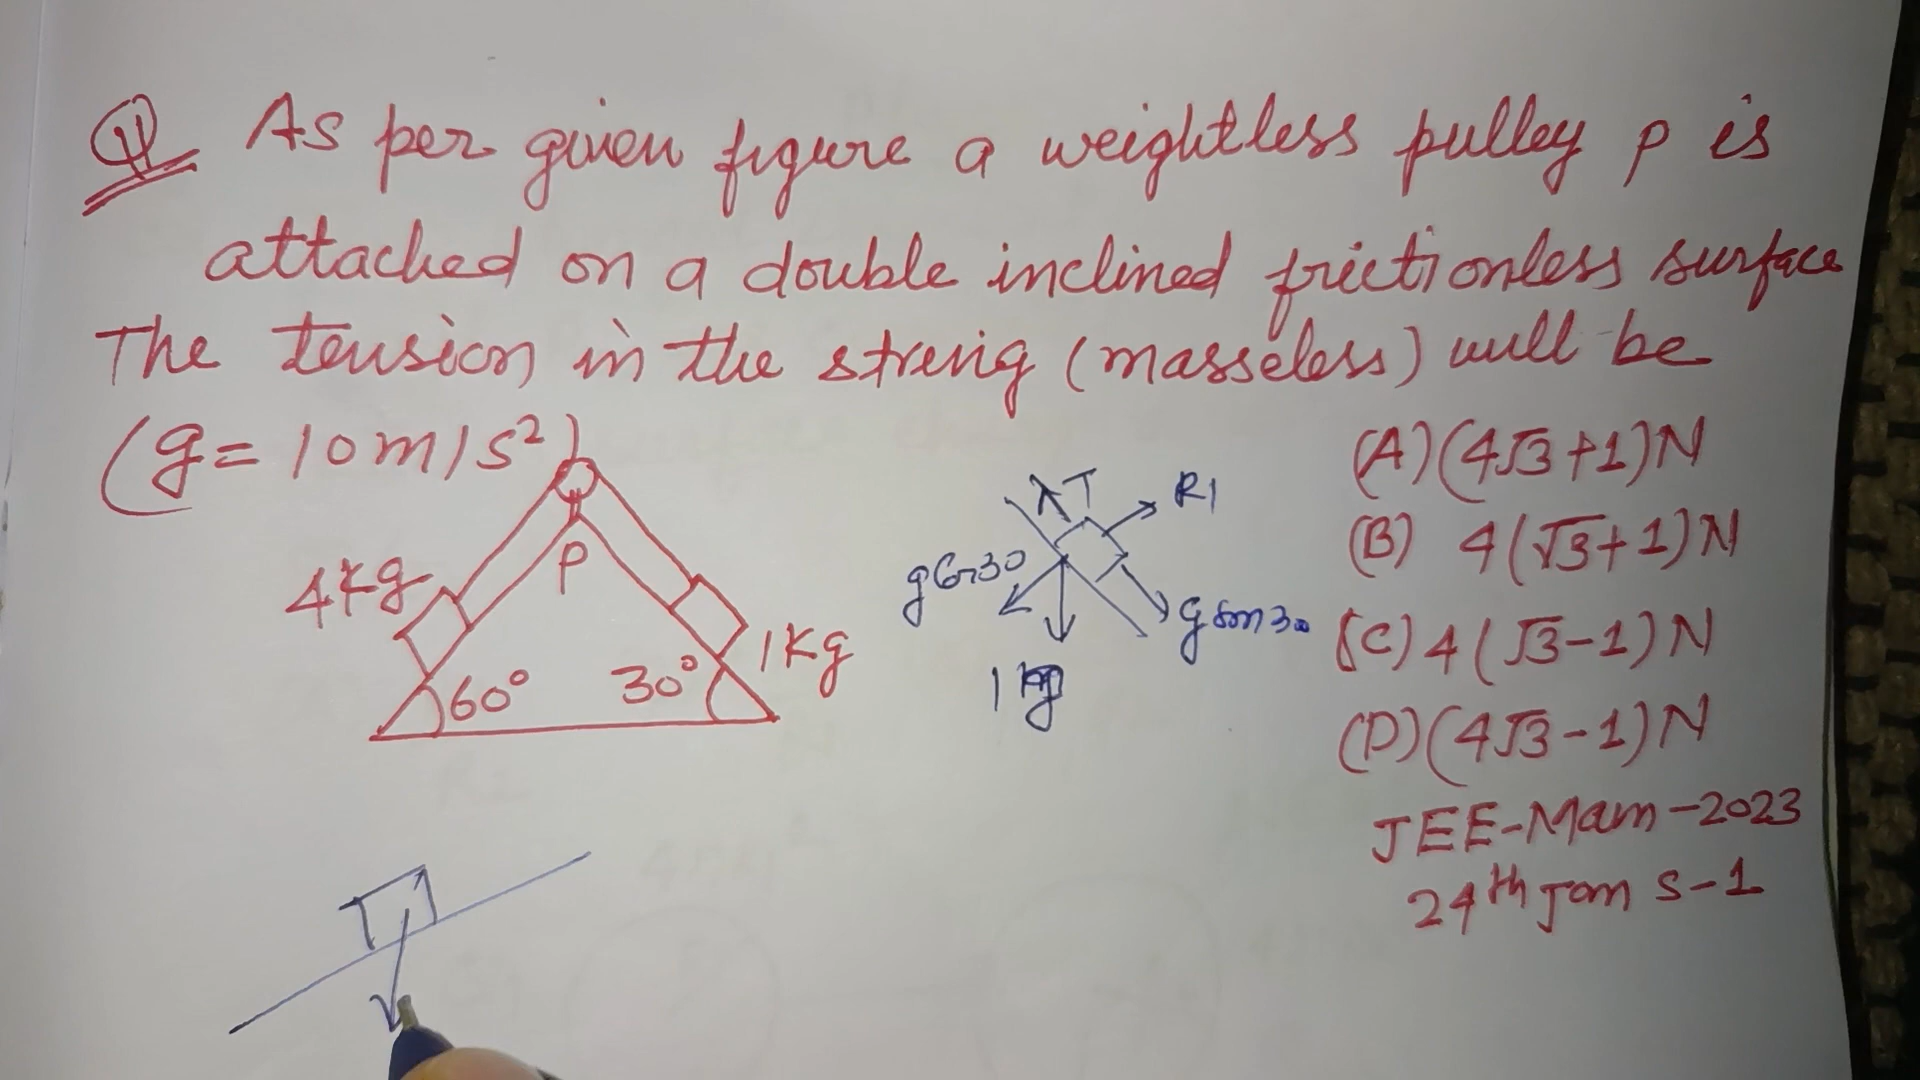 Q As per given figure a weightless pulley P is
attached on a double inclined frictionless surface
The tension in the string (masseless) will be
(g = 10 m/s²)
4kg
P
1kg
60°
30°
T
R1
g cos30
g sin30
1g
(A) (4√3+1)N
(B) 4(√3+1)N
(C) 4(√3-1)N
(D) (4√3-1)N
JEE-Main-2023
24th Jan S-1